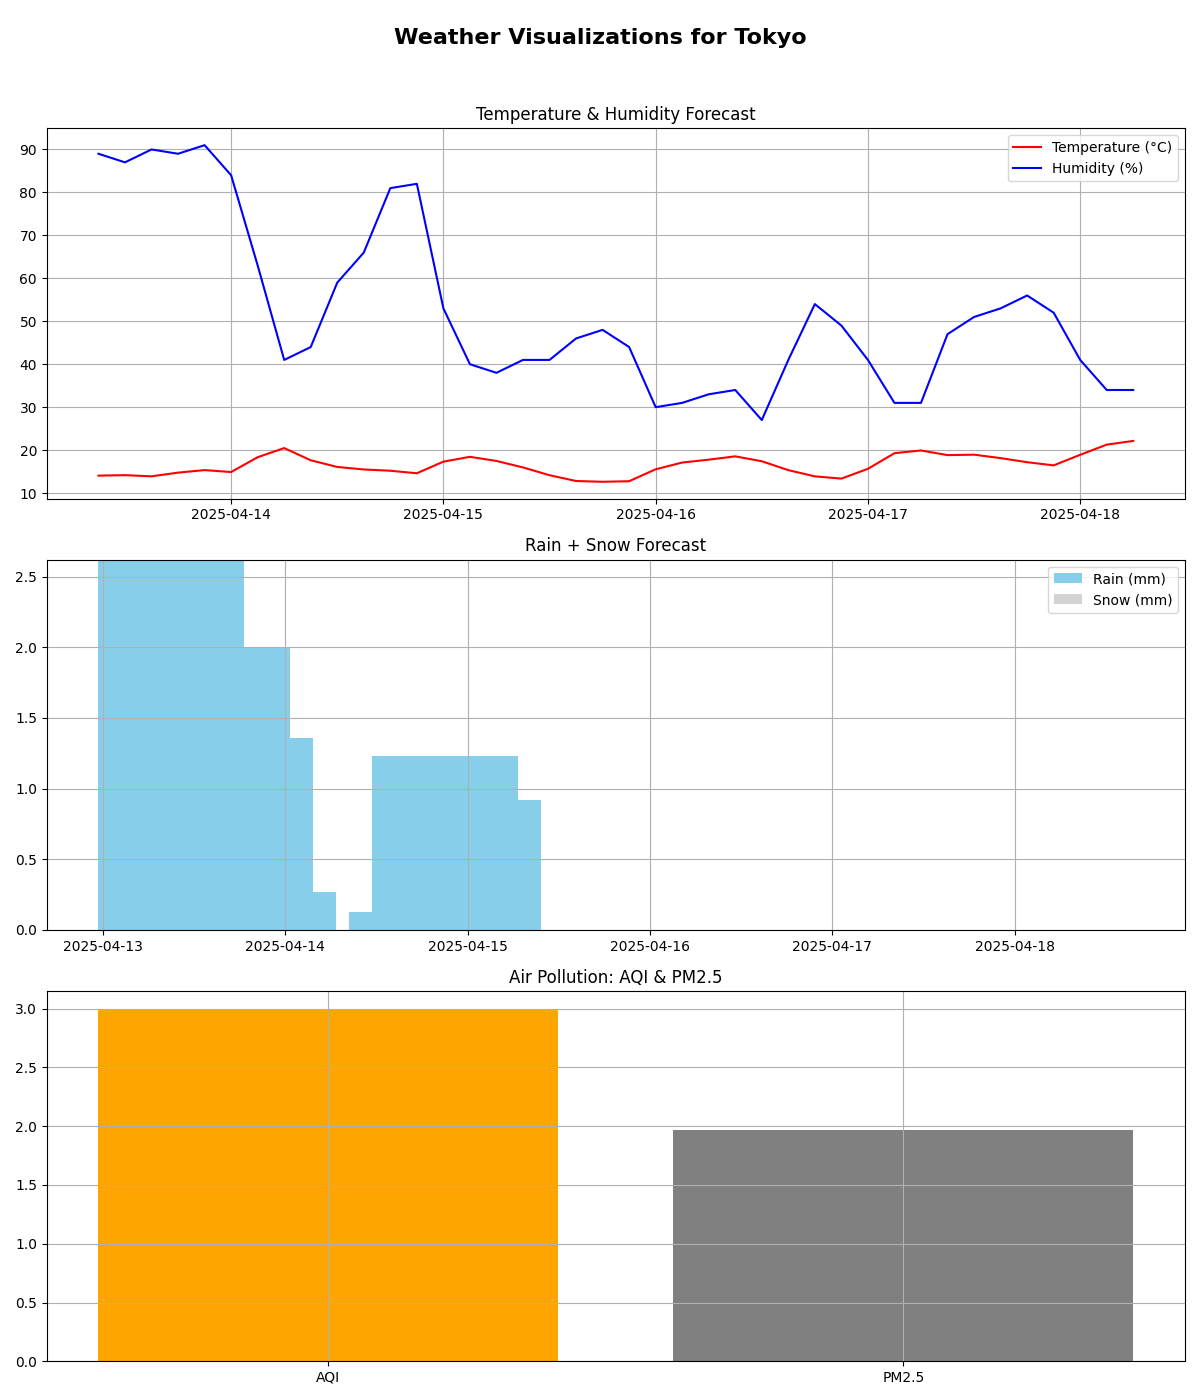 Weather Visualizations for Tokyo
Temperature & Humidity Forecast
Temperature (°C)
Humidity (%)
90
80
70
60
50
40
30
20
10
2025-04-14 2025-04-15 2025-04-16 2025-04-17 2025-04-18
Rain + Snow Forecast
Rain (mm)
Snow (mm)
2.5
2.0
1.5
1.0
0.5
0.0
2025-04-13 2025-04-14 2025-04-15 2025-04-16 2025-04-17 2025-04-18
Air Pollution: AQI & PM2.5
3.0
2.5
2.0
1.5
1.0
0.5
0.0
AQI PM2.5